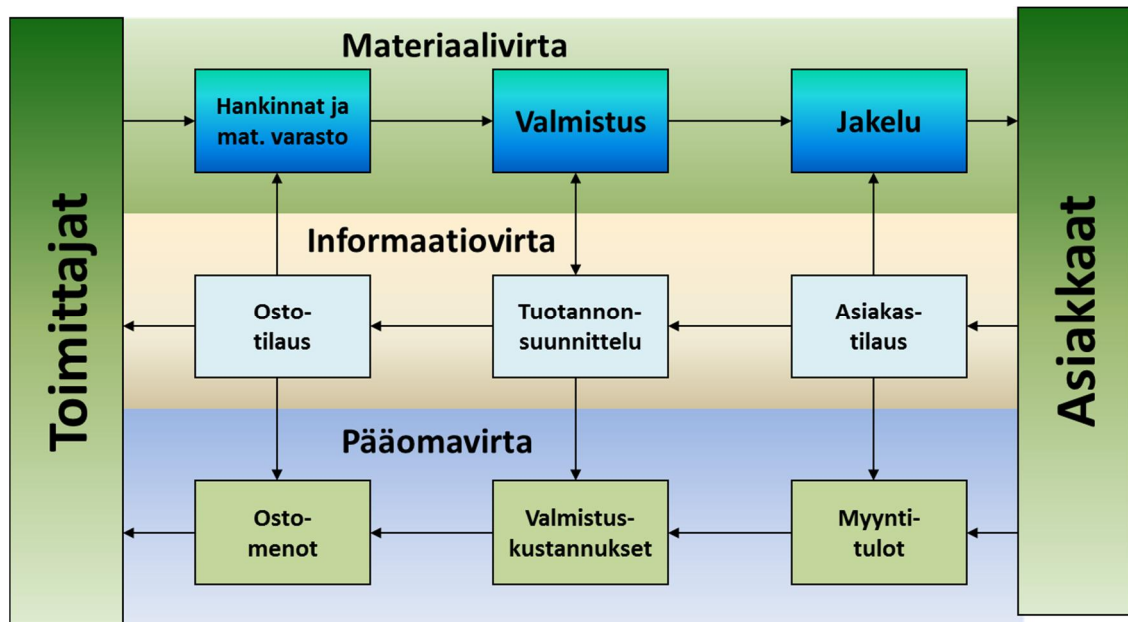 Toimittajat
Materiaalivirta
Hankinnat ja
mat. varasto
Valmistus
Jakelu
Informaatiovirta
Osto-
tilaus
Tuotannon-
suunnittelu
Asiakas-
tilaus
Pääomavirta
Osto-
menot
Valmistus-
kustannukset
Myynti-
tulot
Asiakkaat